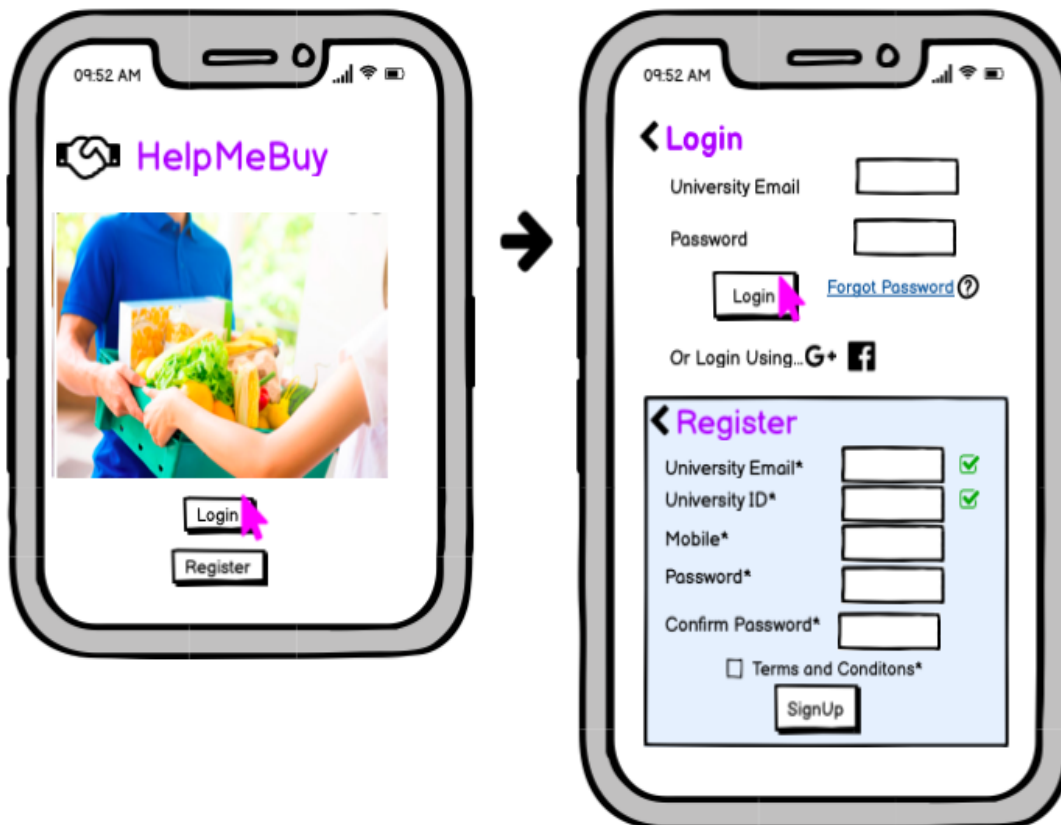 09:52 AM
HelpMeBuy
Login
Register
09:52 AM
Login
University Email
Password
Login
Forgot Password ?
Or Login Using... G+ f
Register
University Email*
University ID*
Mobile*
Password*
Confirm Password*
Terms and Conditons*
SignUp